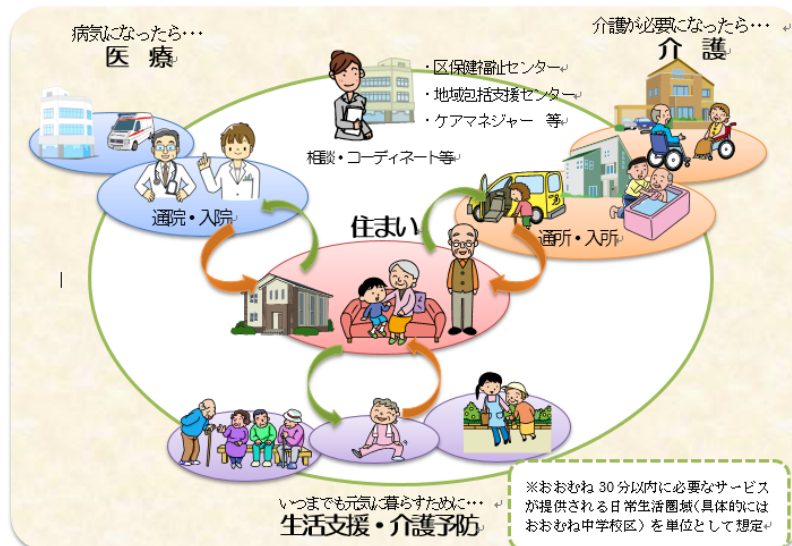 病気になったら・・・
医　療
介護が必要になったら・・・
介　護
・区保健福祉センター
・地域包括支援センター
・ケアマネジャー　等
相談・コーディネート等
通院・入院
住まい
通所・入所
いつまでも元気に暮らすために・・・
生活支援・介護予防
※おおむね30分以内に必要なサービス
が提供される日常生活圏域(具体的には
おおむね中学校区）を単位として想定